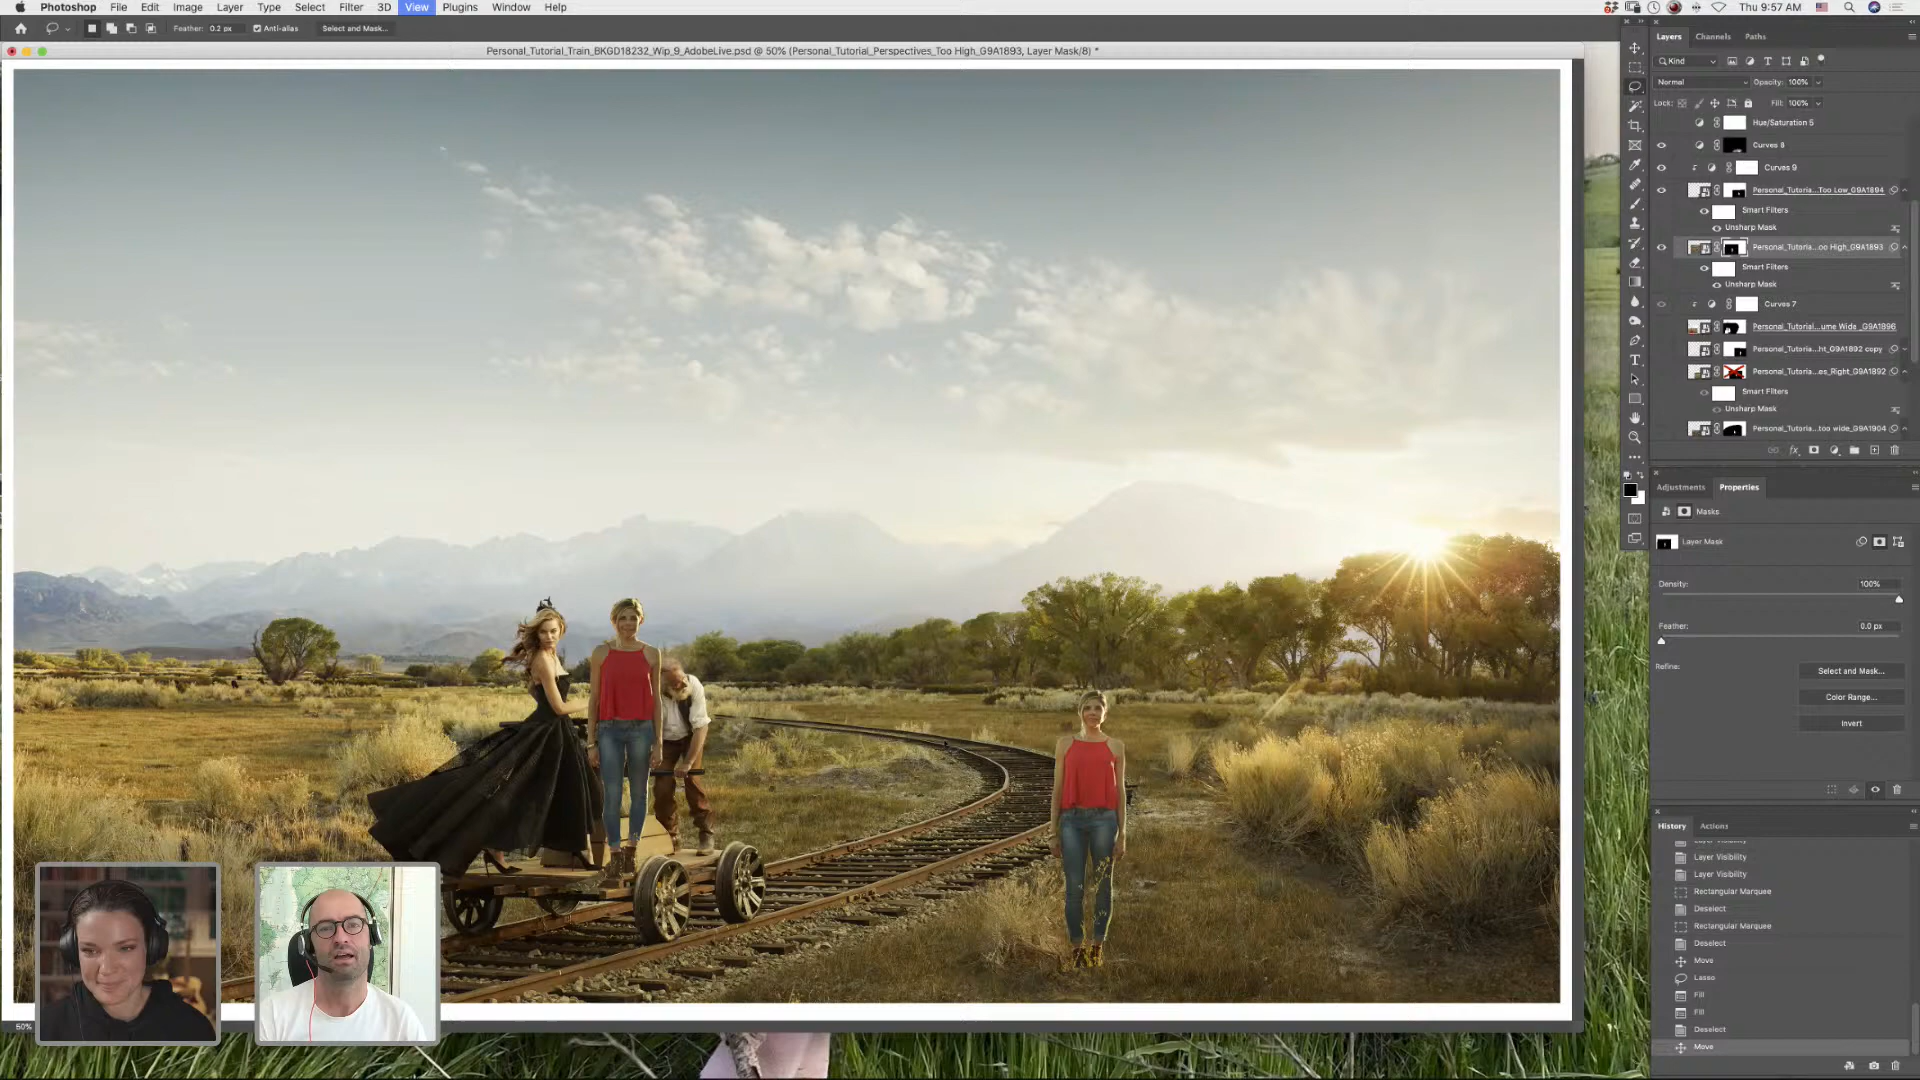 Photoshop File Edit Image Layer Type Select Filter 3D View Plugins Window Help
Thu 9:57 AM
Feather: 0.2 px Anti-alias Select and Mask...
Personal_Tutorial_Train_BKGD18232_Wip_9_AdobeLive.psd @ 50% (Personal_Tutorial_Perspectives_Too High_G9A1893, Layer Mask/8) *
Layers Channels Paths
Kind
Normal Opacity: 100%
Lock: Fill: 100%
Hue/Saturation 5
Curves 8
Curves 9
Personal_Tutoria...Too Low_G9A1894
Smart Filters
Unsharp Mask
Personal_Tutoria...oo High_G9A1893
Smart Filters
Unsharp Mask
Curves 7
Personal_Tutorial...ume Wide _G9A1896
Personal_Tutoria...ht_G9A1892 copy
Personal_Tutoria...es_Right_G9A1892
Smart Filters
Unsharp Mask
Personal_Tutoria...too wide_G9A1904
Adjustments Properties
Masks
Layer Mask
Density: 100%
Feather: 0.0 px
Refine: Select and Mask...
Color Range...
Invert
History Actions
Layer Visibility
Layer Visibility
Layer Visibility
Rectangular Marquee
Deselect
Rectangular Marquee
Deselect
Move
Lasso
Fill
Fill
Deselect
Move
50%